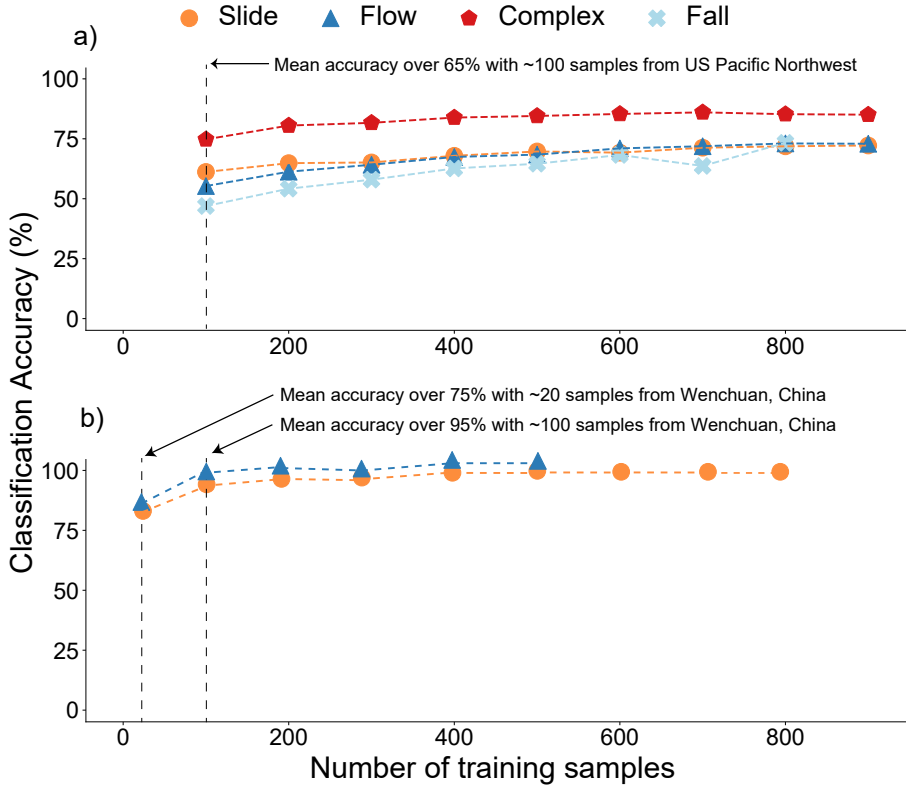 Slide Flow Complex Fall
a)
Mean accuracy over 65% with ~100 samples from US Pacific Northwest
100
75
50
25
0
0 200 400 600 800
Classification Accuracy (%)
Mean accuracy over 75% with ~20 samples from Wenchuan, China
b)
Mean accuracy over 95% with ~100 samples from Wenchuan, China
100
75
50
25
0
0 200 400 600 800
Number of training samples